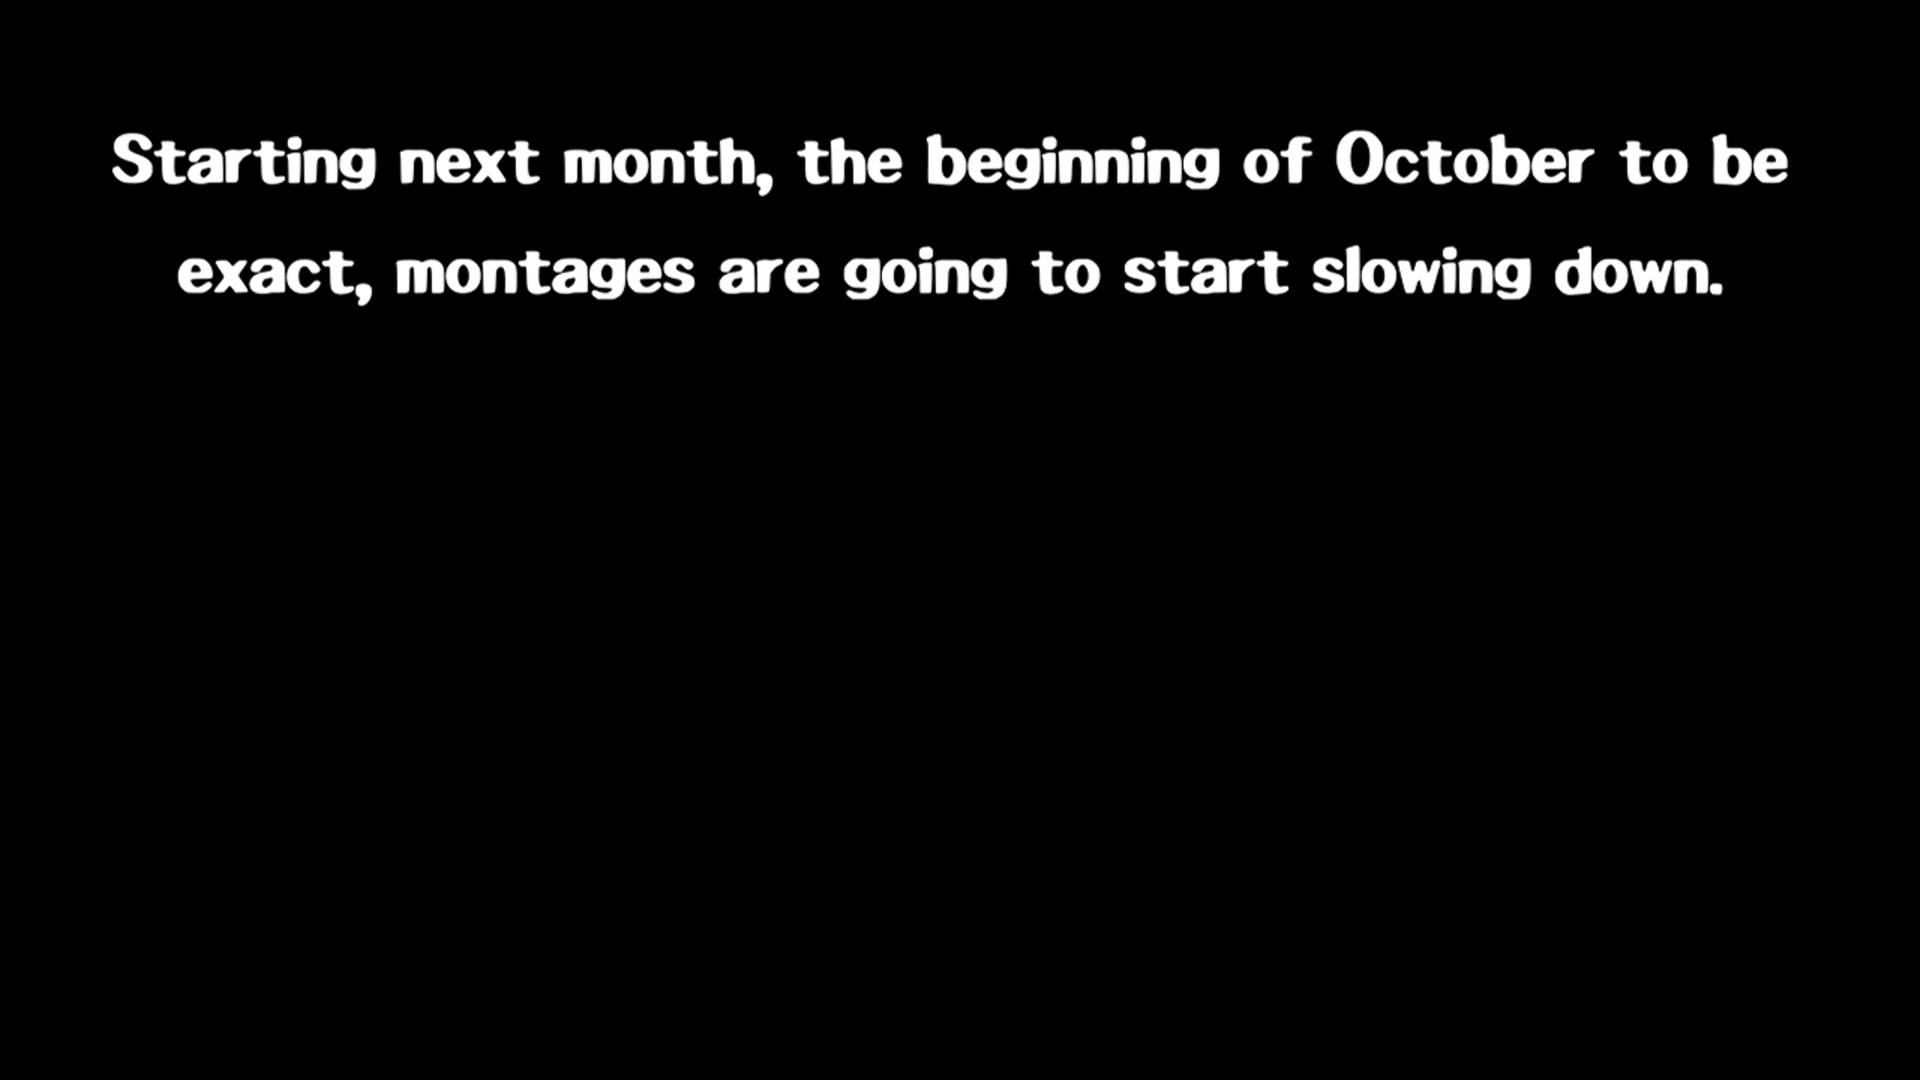 Starting next month, the beginning of October to be
exact, montages are going to start slowing down.